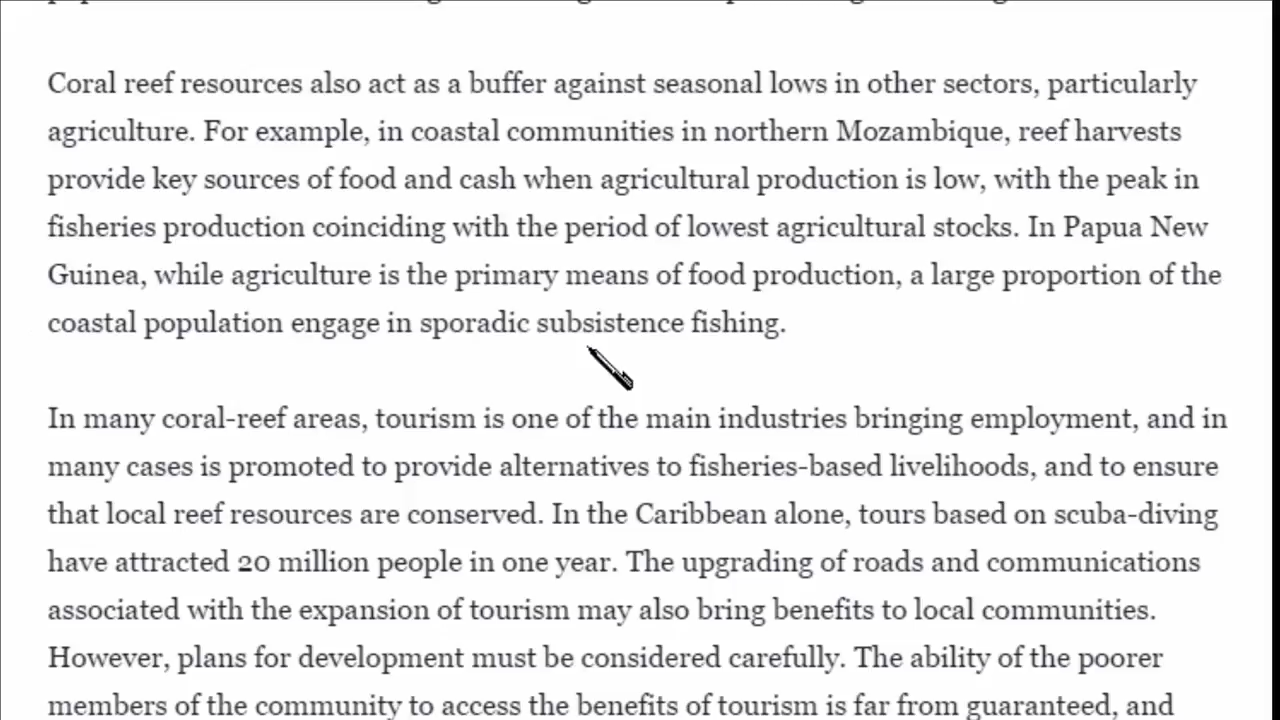 Coral reef resources also act as a buffer against seasonal lows in other sectors, particularly
agriculture. For example, in coastal communities in northern Mozambique, reef harvests
provide key sources of food and cash when agricultural production is low, with the peak in
fisheries production coinciding with the period of lowest agricultural stocks. In Papua New
Guinea, while agriculture is the primary means of food production, a large proportion of the
coastal population engage in sporadic subsistence fishing.
In many coral-reef areas, tourism is one of the main industries bringing employment, and in
many cases is promoted to provide alternatives to fisheries-based livelihoods, and to ensure
that local reef resources are conserved. In the Caribbean alone, tours based on scuba-diving
have attracted 20 million people in one year. The upgrading of roads and communications
associated with the expansion of tourism may also bring benefits to local communities.
However, plans for development must be considered carefully. The ability of the poorer
members of the community to access the benefits of tourism is far from guaranteed, and